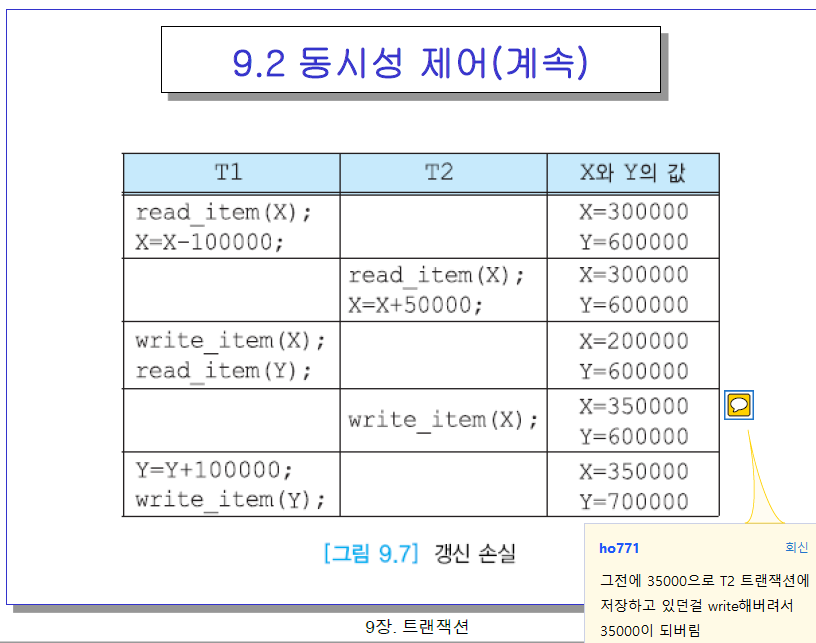 9.2 동시성 제어(계속)
T1 T2 X와 Y의 값
read_item(X); X=300000
X=X-100000; Y=600000
read_item(X); X=300000
X=X+50000; Y=600000
write_item(X); X=200000
read_item(Y); Y=600000
write_item(X); X=350000
Y=600000
Y=Y+100000; X=350000
write_item(Y); Y=700000
[그림 9.7] 갱신 손실
ho771 회신
그전에 35000으로 T2 트랜잭션에
저장하고 있던걸 write해버려서
35000이 되버림
9장. 트랜잭션